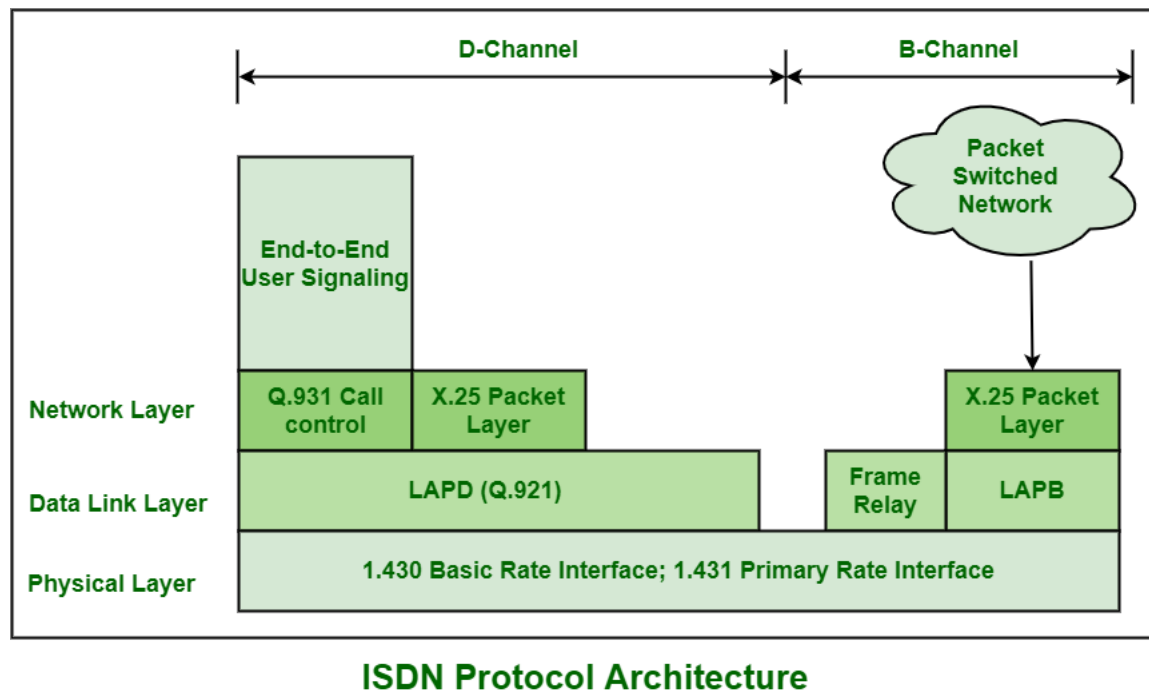 D-Channel
B-Channel
Packet
Switched
Network
End-to-End
User Signaling
Network Layer
Q.931 Call
control
X.25 Packet
Layer
X.25 Packet
Layer
Data Link Layer
LAPD (Q.921)
Frame
Relay
LAPB
Physical Layer
1.430 Basic Rate Interface; 1.431 Primary Rate Interface
ISDN Protocol Architecture